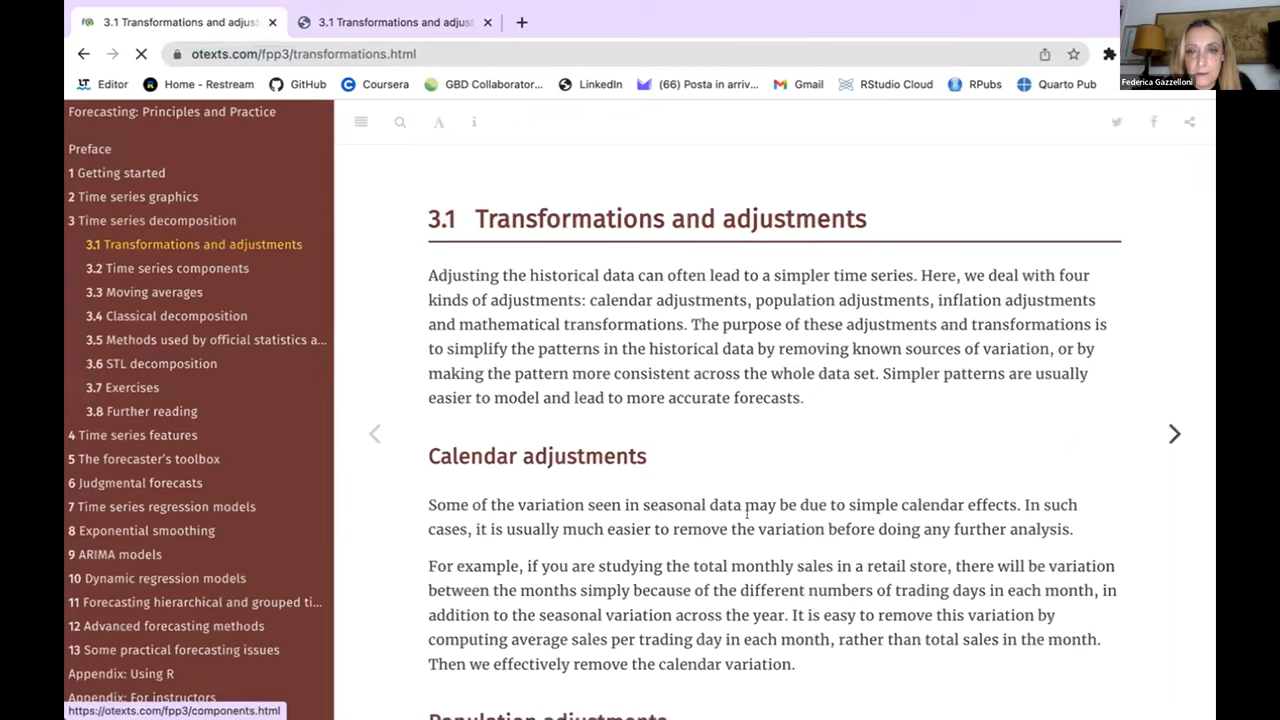 3.1 Transformations and adjus
3.1 Transformations and adjust
otexts.com/fpp3/transformations.html
Editor
Home - Restream
GitHub
Coursera
GBD Collaborator...
LinkedIn
(66) Posta in arriv...
Gmail
RStudio Cloud
RPubs
Quarto Pub
Federica Gazzelloni
Forecasting: Principles and Practice
Preface
1 Getting started
2 Time series graphics
3 Time series decomposition
3.1 Transformations and adjustments
3.2 Time series components
3.3 Moving averages
3.4 Classical decomposition
3.5 Methods used by official statistics a...
3.6 STL decomposition
3.7 Exercises
3.8 Further reading
4 Time series features
5 The forecaster's toolbox
6 Judgmental forecasts
7 Time series regression models
8 Exponential smoothing
9 ARIMA models
10 Dynamic regression models
11 Forecasting hierarchical and grouped ti...
12 Advanced forecasting methods
13 Some practical forecasting issues
Appendix: Using R
Appendix: For instructors
https://otexts.com/fpp3/components.html
3.1 Transformations and adjustments
Adjusting the historical data can often lead to a simpler time series. Here, we deal with four
kinds of adjustments: calendar adjustments, population adjustments, inflation adjustments
and mathematical transformations. The purpose of these adjustments and transformations is
to simplify the patterns in the historical data by removing known sources of variation, or by
making the pattern more consistent across the whole data set. Simpler patterns are usually
easier to model and lead to more accurate forecasts.
Calendar adjustments
Some of the variation seen in seasonal data may be due to simple calendar effects. In such
cases, it is usually much easier to remove the variation before doing any further analysis.
For example, if you are studying the total monthly sales in a retail store, there will be variation
between the months simply because of the different numbers of trading days in each month, in
addition to the seasonal variation across the year. It is easy to remove this variation by
computing average sales per trading day in each month, rather than total sales in the month.
Then we effectively remove the calendar variation.
Population adjustments